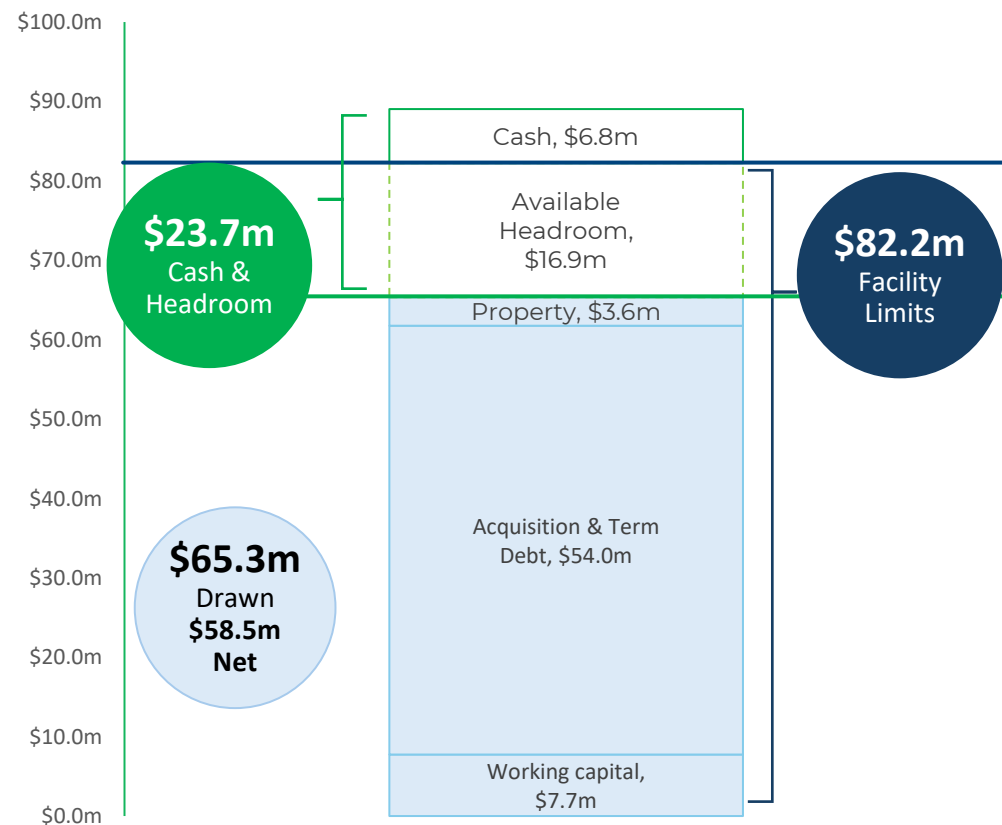 $100.0m
$90.0m
$80.0m
$70.0m
$60.0m
$50.0m
$40.0m
$30.0m
$20.0m
$10.0m
$0.0m
$23.7m
Cash &
Headroom
$65.3m
Drawn
$58.5m
Net
Cash, $6.8m
Available
Headroom,
$16.9m
Property, $3.6m
Acquisition & Term
Debt, $54.0m
Working capital,
$7.7m
$82.2m
Facility
Limits